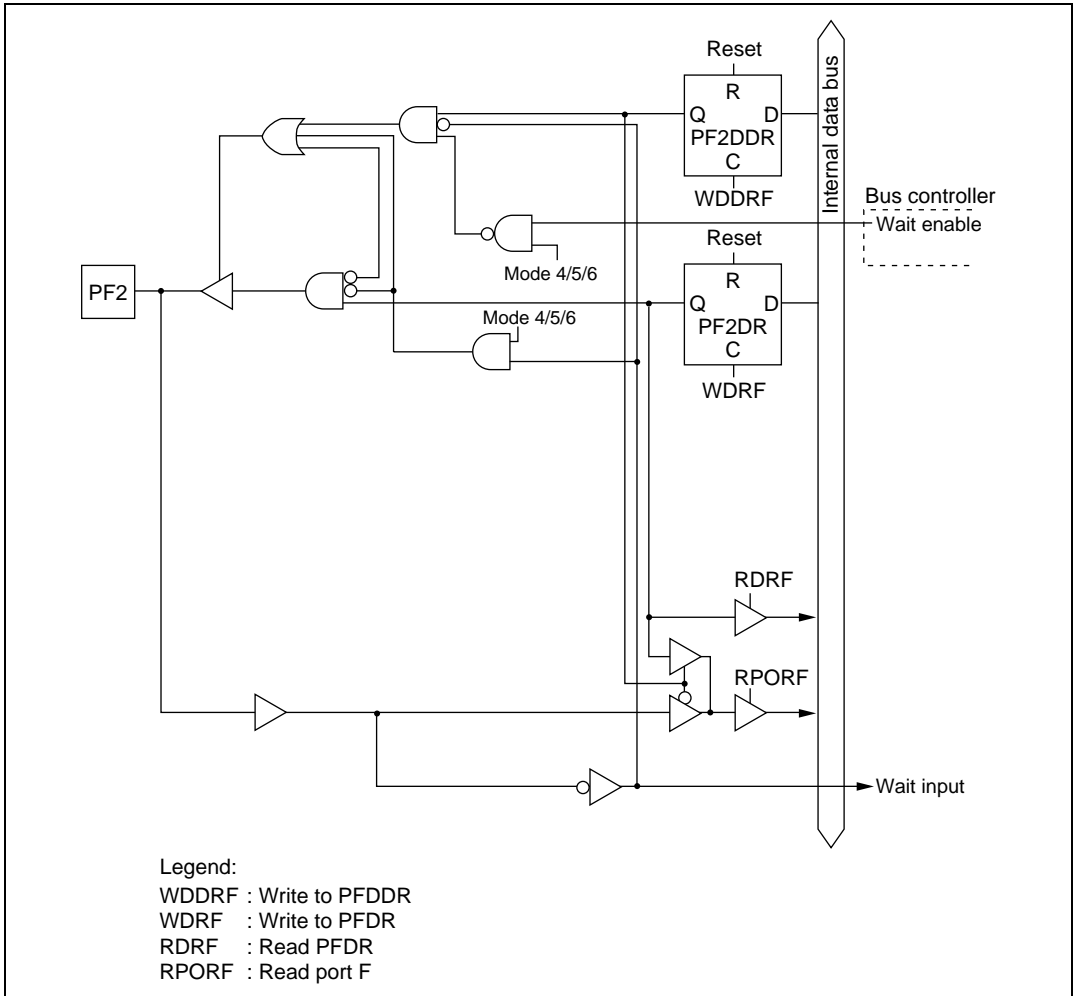 Reset
R
Q D
PF2DDR
C
WDDRF
Internal data bus
Bus controller
Wait enable
Mode 4/5/6
Reset
R
Q D
PF2DR
C
WDRF
PF2
Mode 4/5/6
RDRF
RPORF
Wait input
Legend:
WDDRF : Write to PFDDR
WDRF : Write to PFDR
RDRF : Read PFDR
RPORF : Read port F